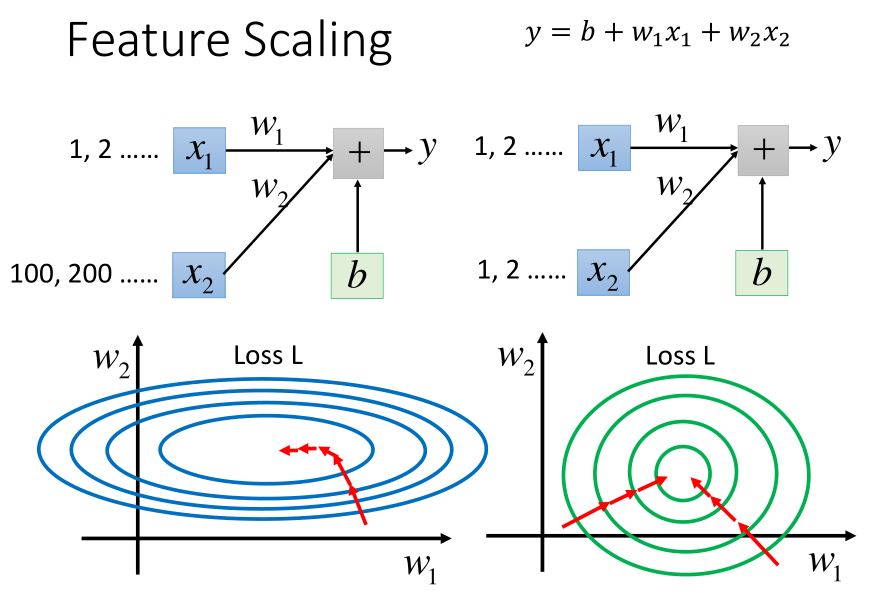 Feature Scaling
y = b + w₁x₁ + w₂x₂
1, 2 ……
x₁
w₁
+
y
w₂
100, 200 ……
x₂
b
1, 2 ……
x₁
w₁
+
y
w₂
1, 2 ……
x₂
b
w₂
Loss L
w₁
w₂
Loss L
w₁